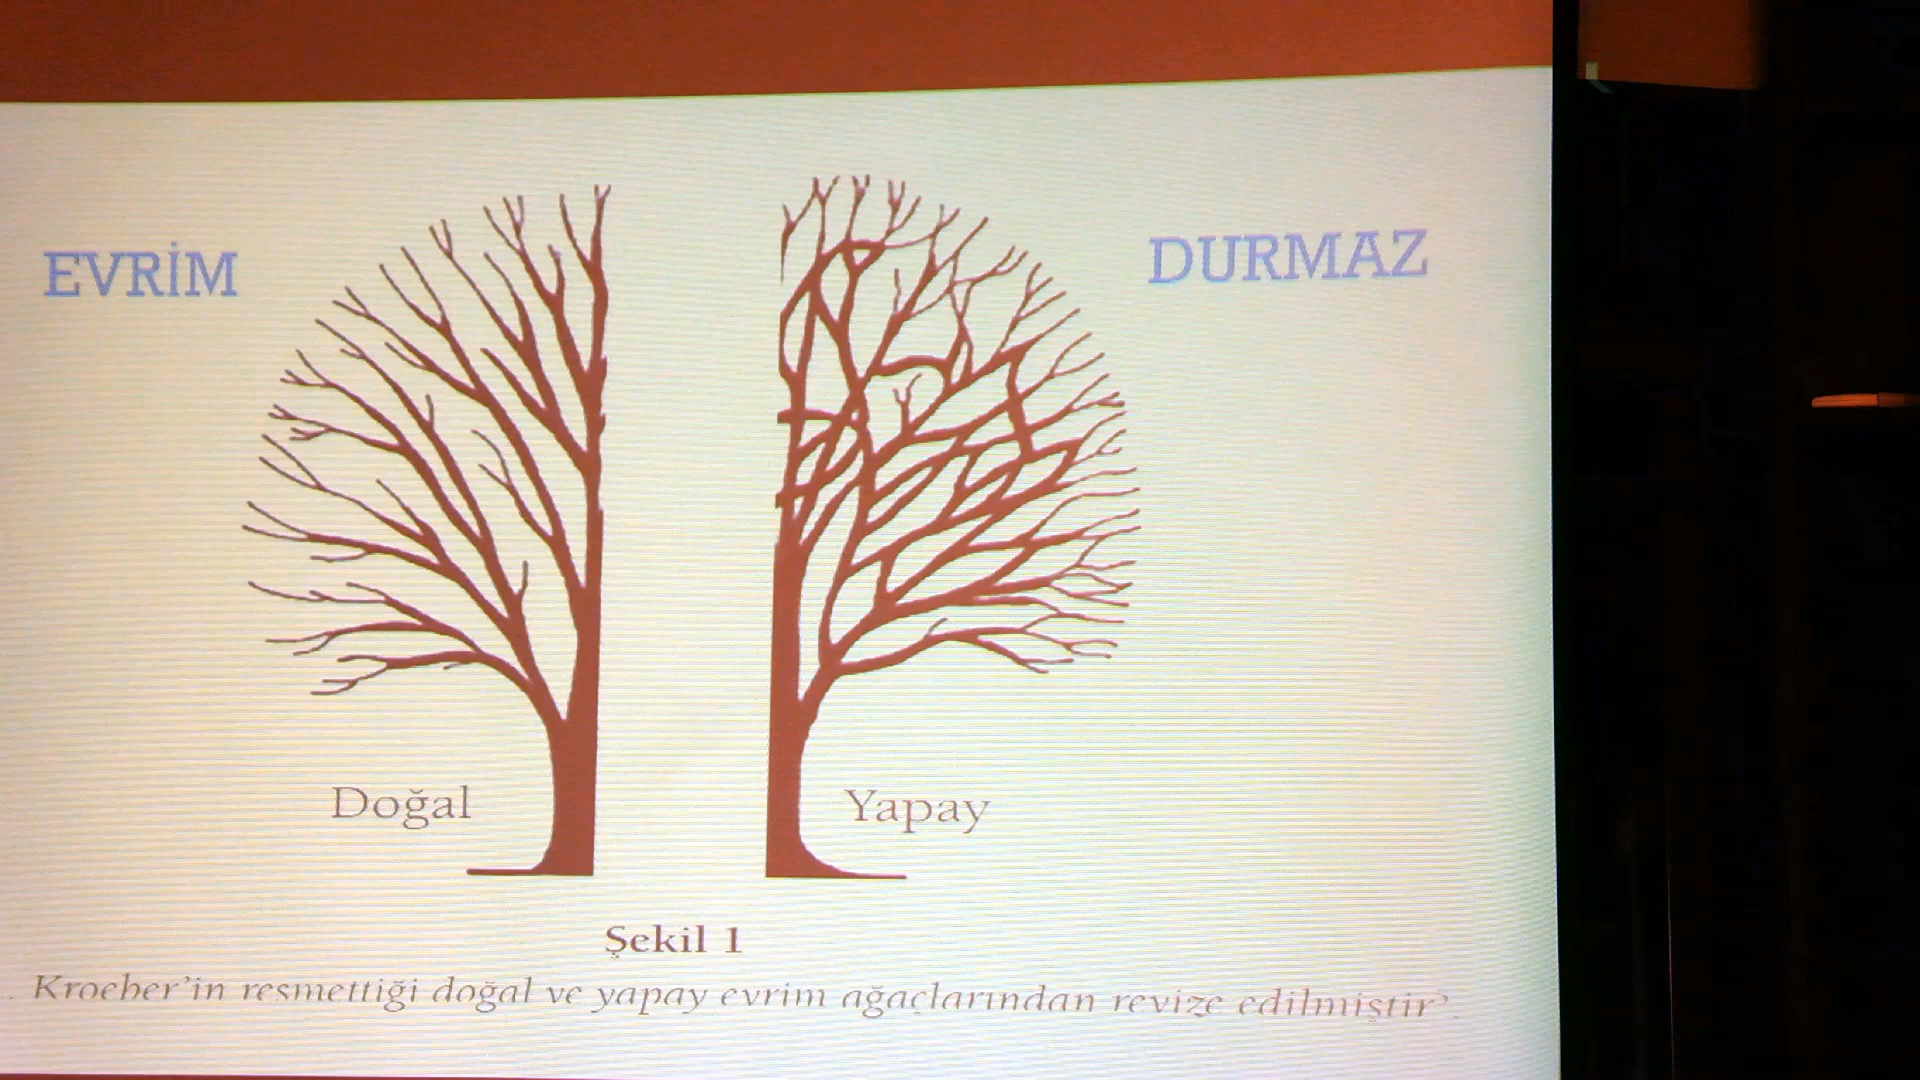 EVRİM
DURMAZ
Doğal
Yapay
Şekil 1
Kroeber'in resmettiği doğal ve yapay evrim ağaçlarından revize edilmiştir